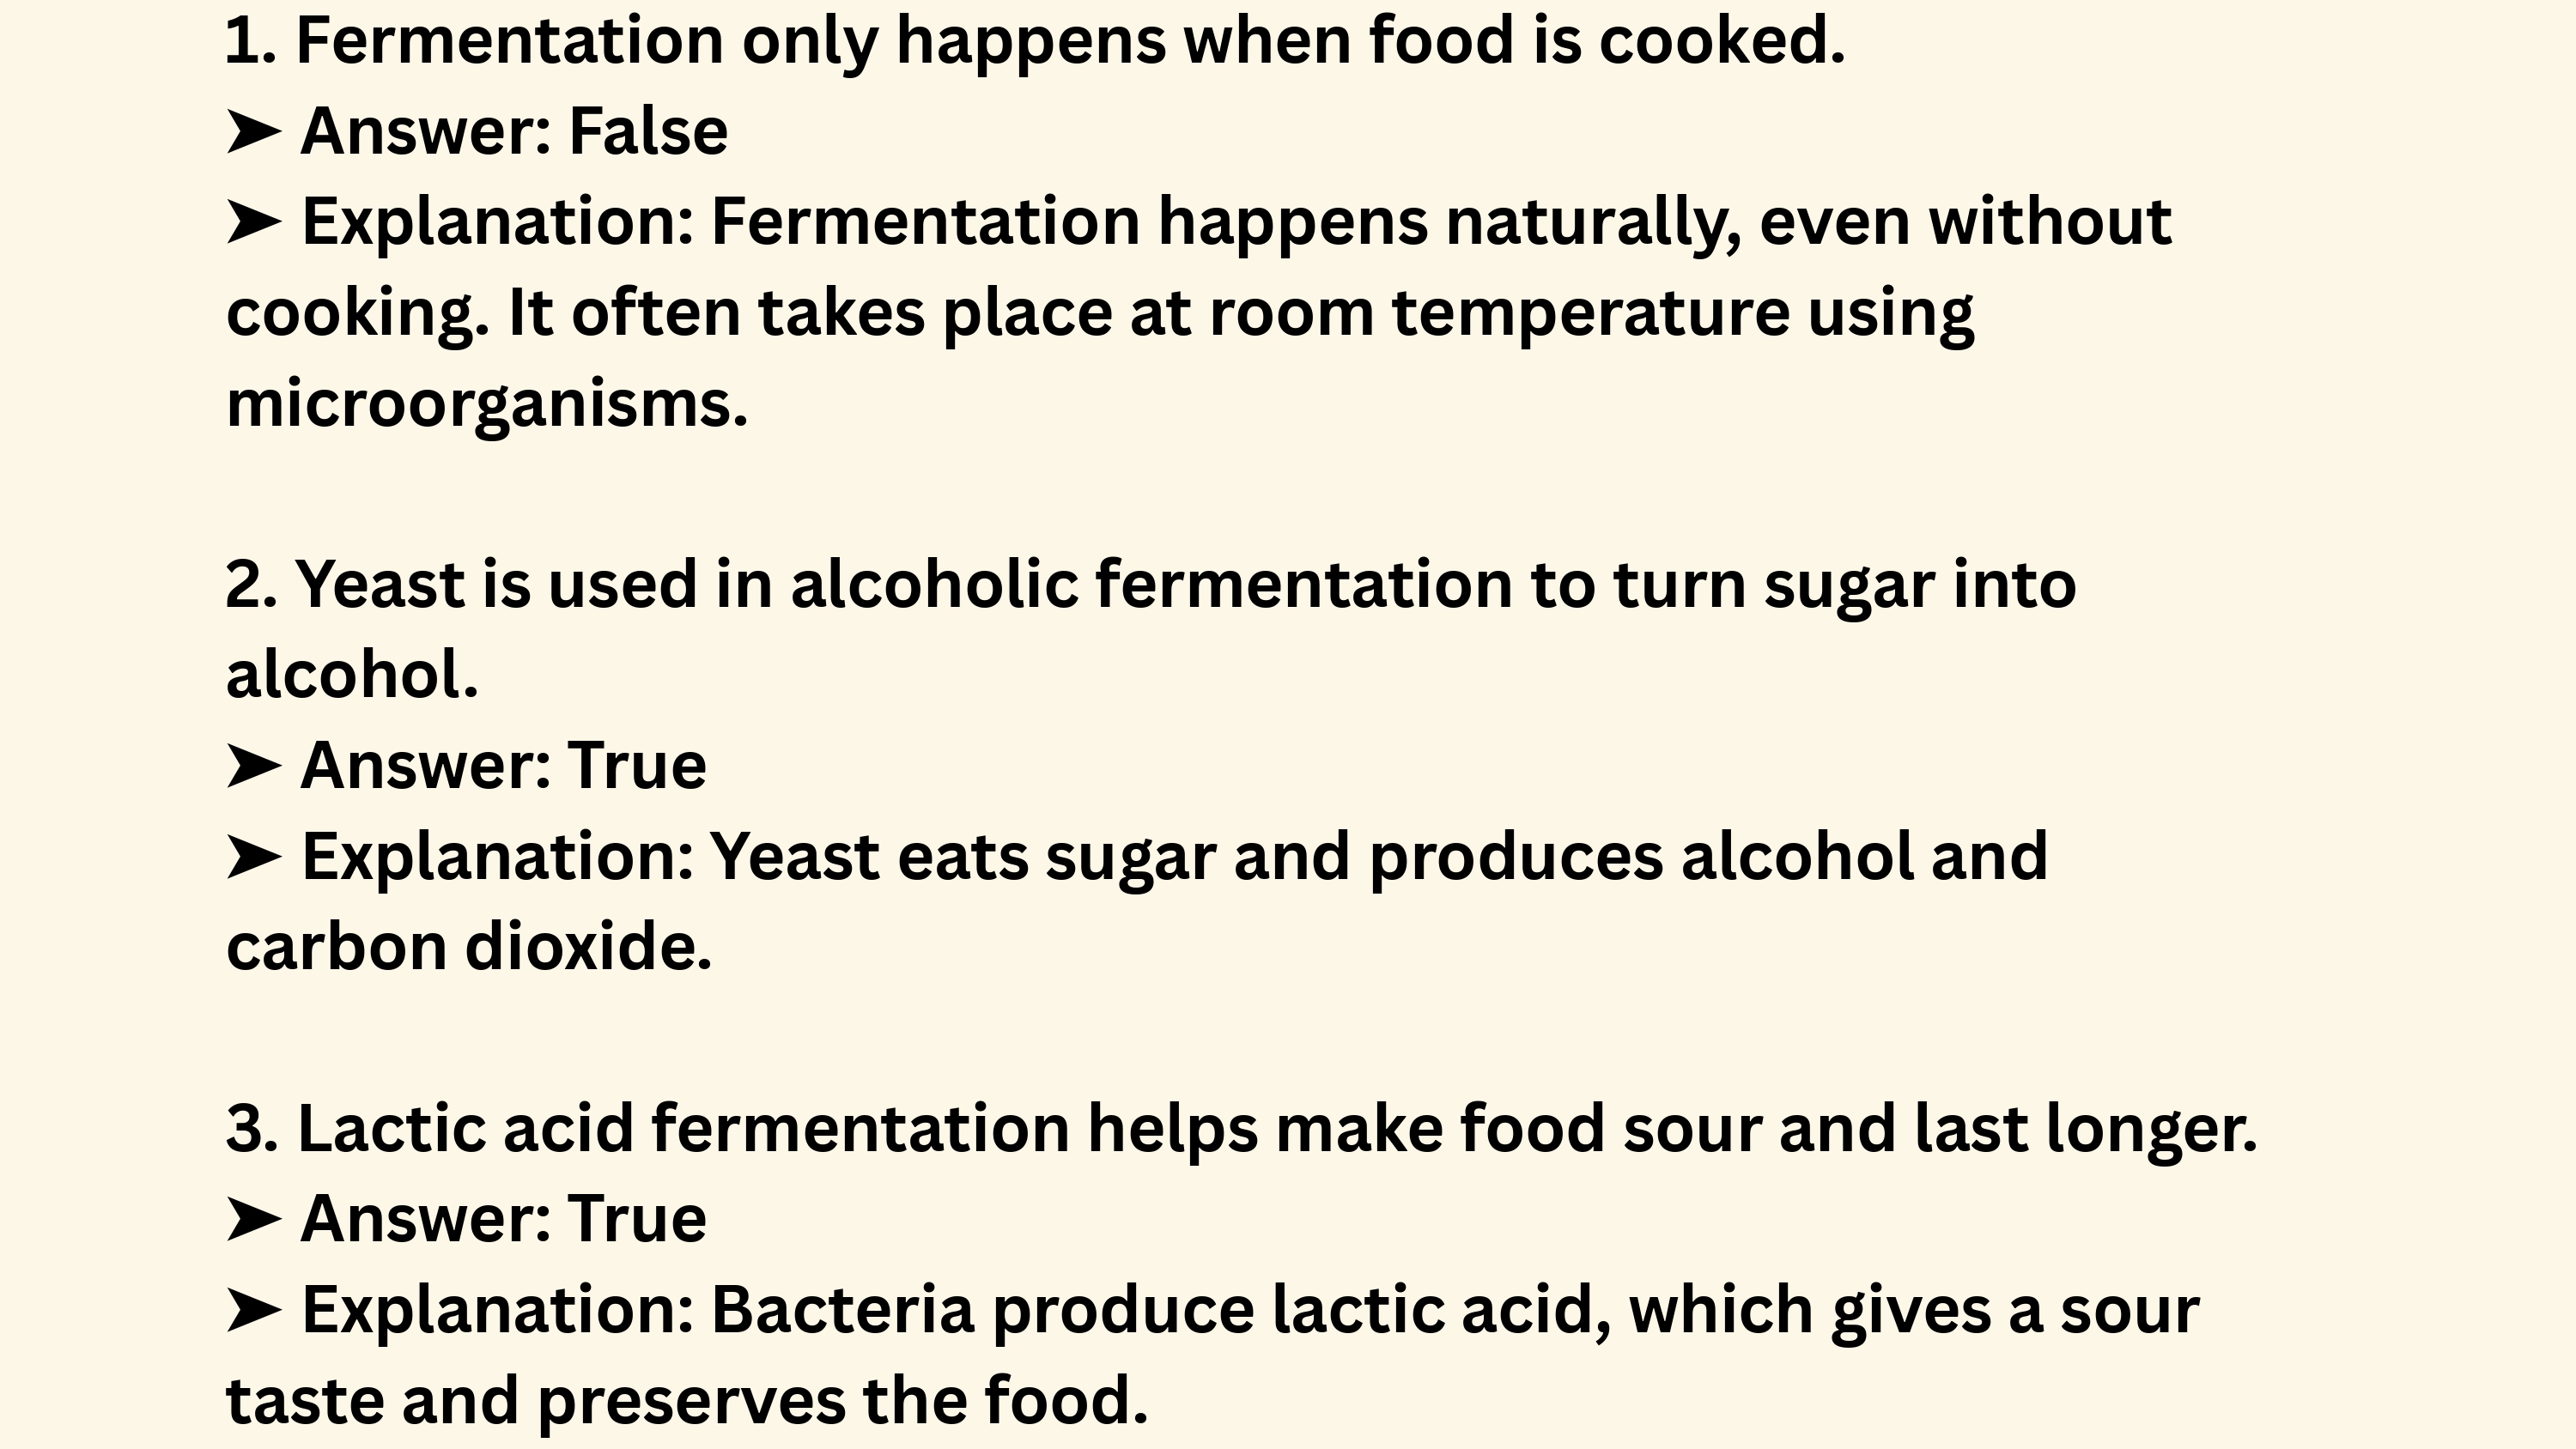 1. Fermentation only happens when food is cooked.
➤ Answer: False
➤ Explanation: Fermentation happens naturally, even without
cooking. It often takes place at room temperature using
microorganisms.
2. Yeast is used in alcoholic fermentation to turn sugar into
alcohol.
➤ Answer: True
➤ Explanation: Yeast eats sugar and produces alcohol and
carbon dioxide.
3. Lactic acid fermentation helps make food sour and last longer.
➤ Answer: True
➤ Explanation: Bacteria produce lactic acid, which gives a sour
taste and preserves the food.